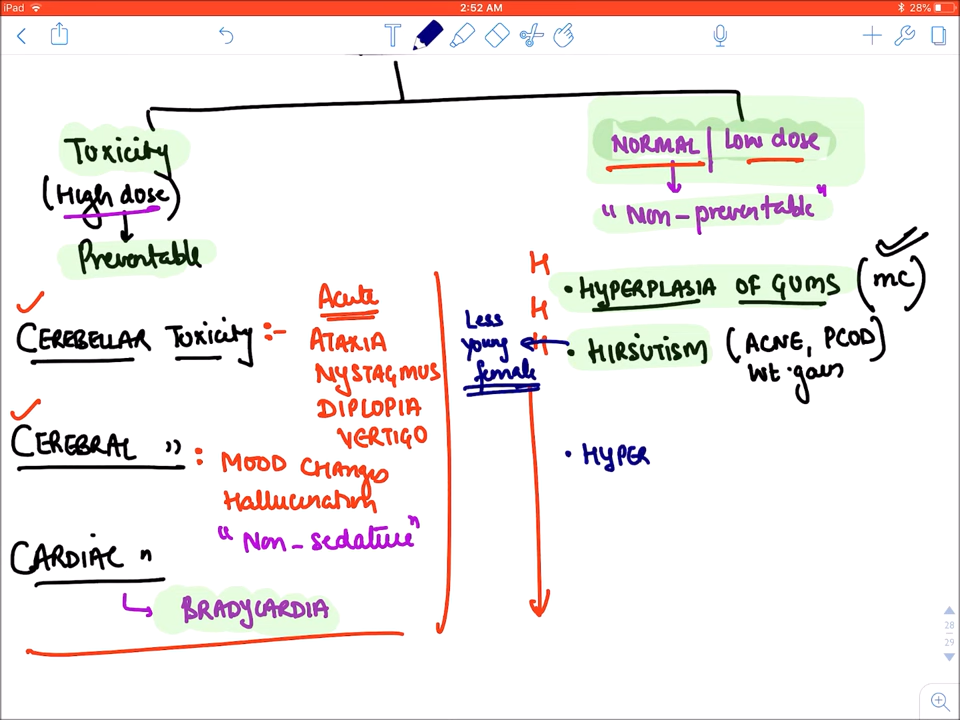 iPad
2:52 AM
28%
T
Toxicity
(High dose)
Preventable
NORMAL | Low dose
"Non-preventable"
CEREBELLAR Toxicity :-
Acute
ATAXIA
NYSTAGMUS
DIPLOPIA
VERTIGO
CEREBRAL " :
MOOD CHANGES
Hallucination
"Non-sedative"
CARDIAC "
BRADYCARDIA
H
H
H
• HYPERPLASIA OF GUMS (MC)
• HIRSUTISM (ACNE, PCOD)
Wt. gain
Less
young
female
• HYPER
28
29